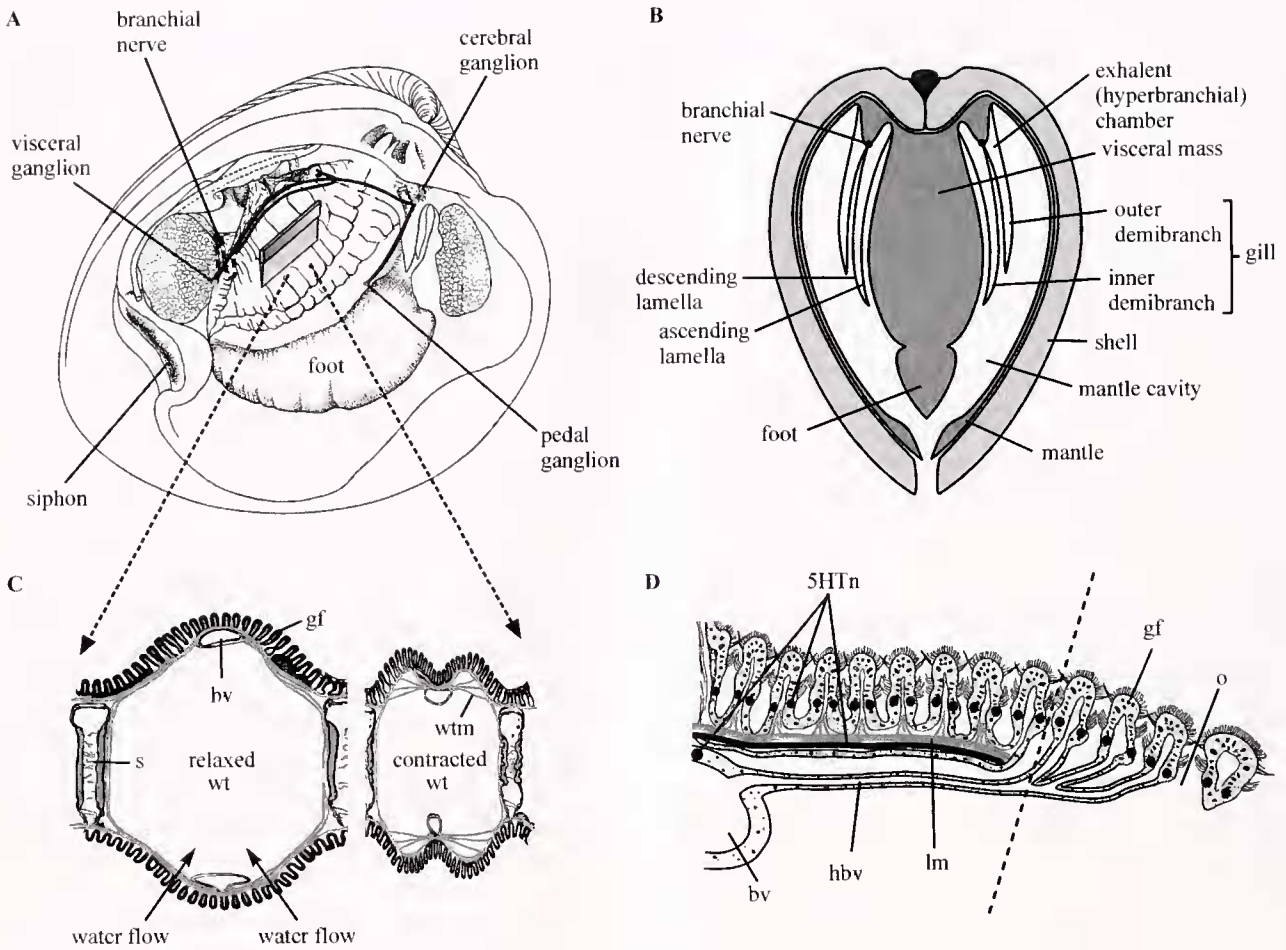 A
branchial
nerve
cerebral
ganglion
visceral
ganglion
foot
pedal
ganglion
siphon
B
branchial
nerve
exhalent
(hyperbranchial)
chamber
visceral mass
outer
demibranch
gill
inner
demibranch
descending
lamella
ascending
lamella
shell
mantle cavity
foot
mantle
C
gf
bv
wtm
s
relaxed
wt
contracted
wt
water flow
water flow
D
5HTn
gf
o
bv
hbv
lm